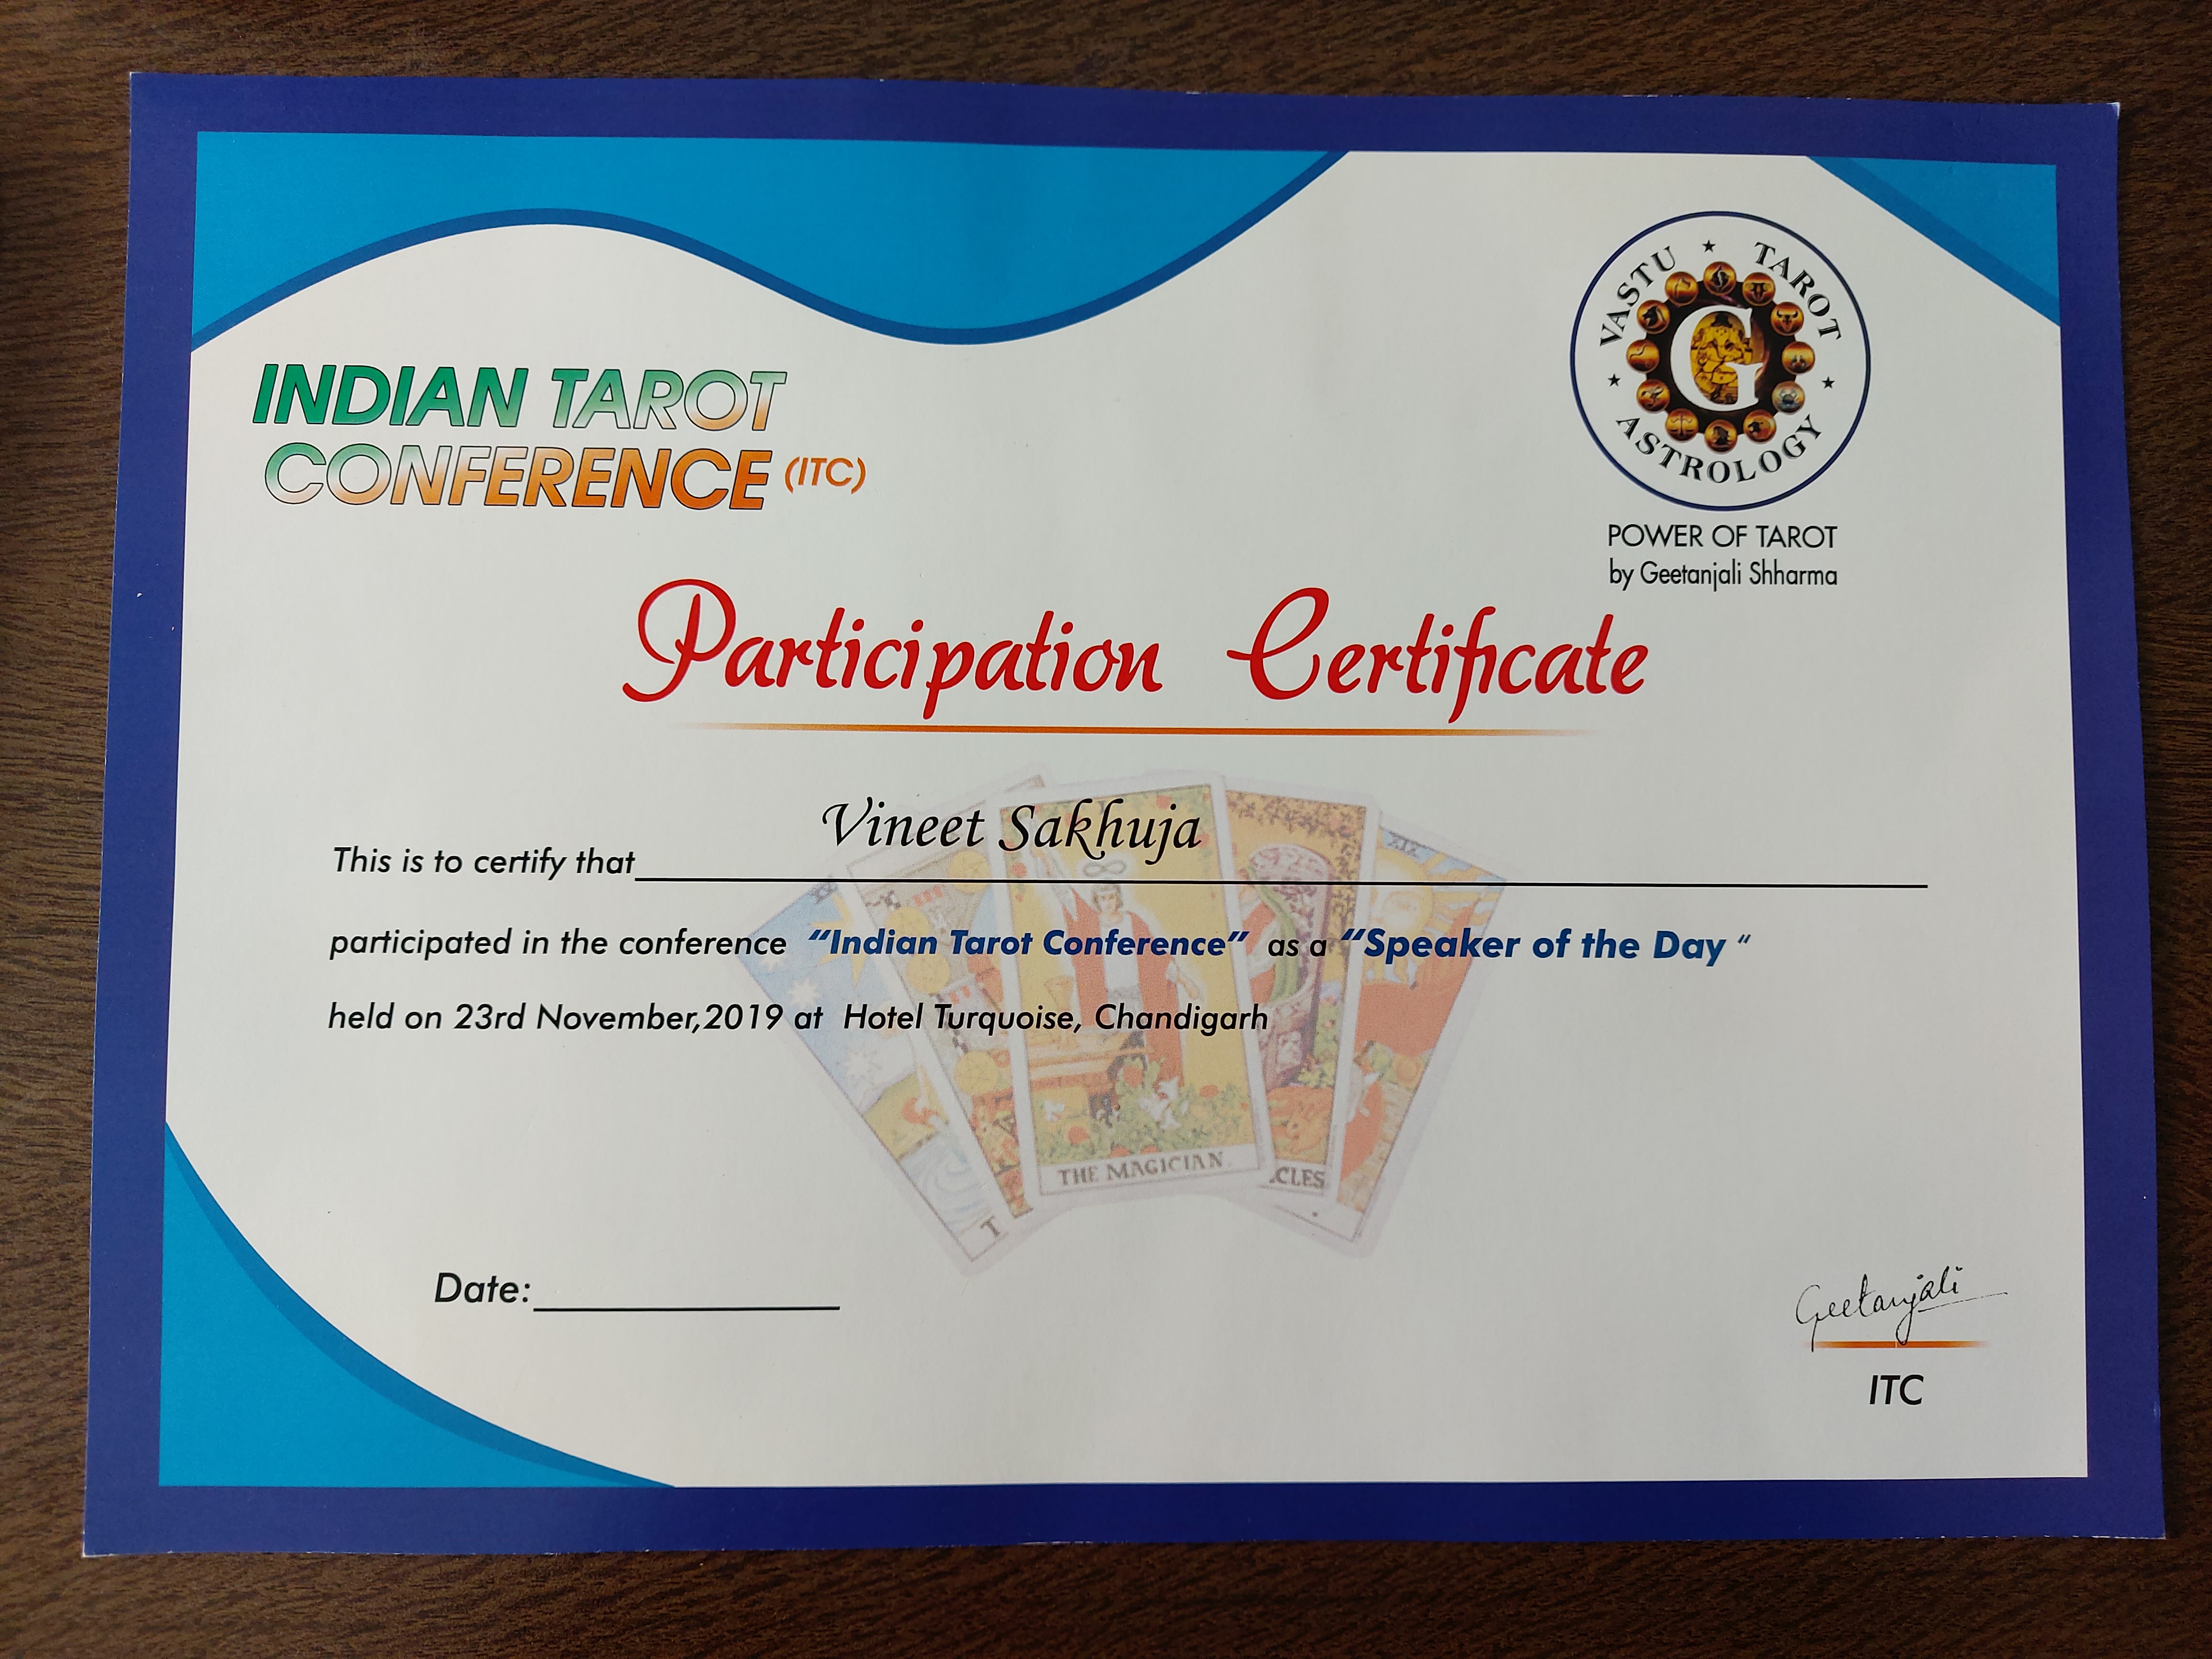 INDIAN TAROT
CONFERENCE (ITC)
VASTU ★ TAROT ★ ASTROLOGY ★
G
POWER OF TAROT
by Geetanjali Shharma
Participation Certificate
This is to certify that Vineet Sakhuja
participated in the conference “Indian Tarot Conference” as a “Speaker of the Day “
held on 23rd November,2019 at Hotel Turquoise, Chandigarh
I
XIX
THE MAGICIAN.
CLES
T
Date:
Geetanjali
ITC